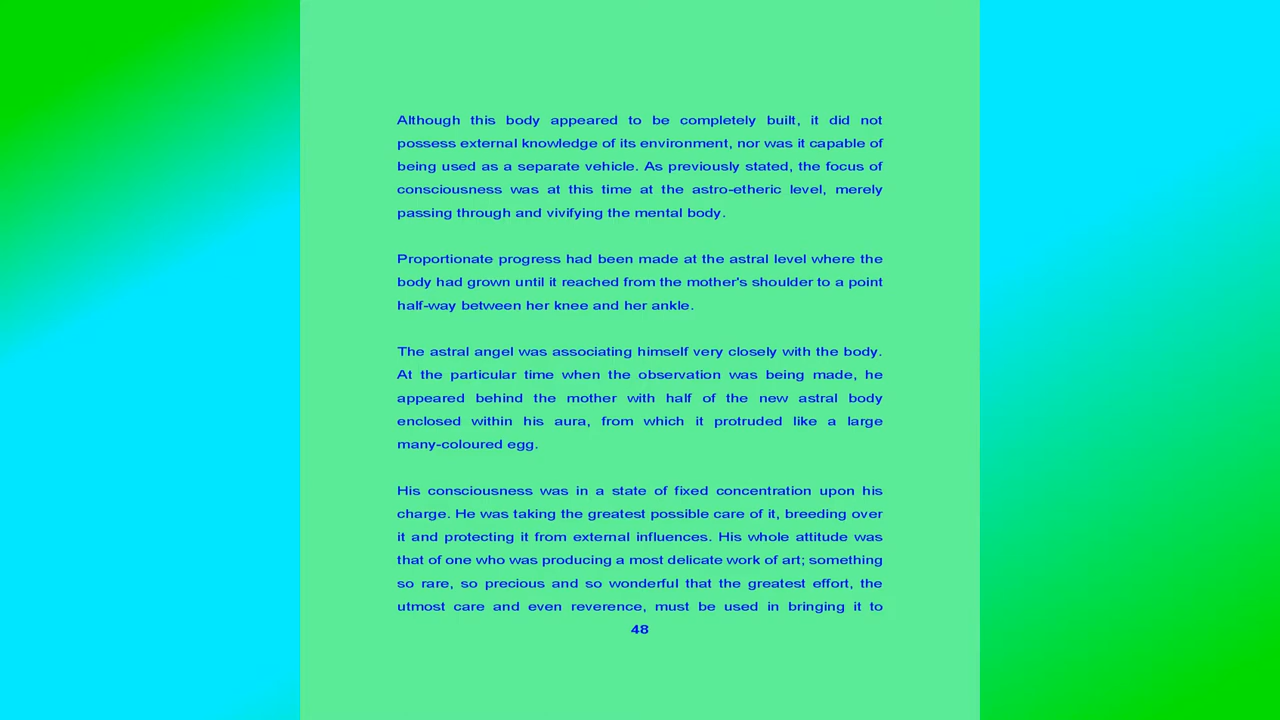 Although this body appeared to be completely built, it did not
possess external knowledge of its environment, nor was it capable of
being used as a separate vehicle. As previously stated, the focus of
consciousness was at this time at the astro-etheric level, merely
passing through and vivifying the mental body.
Proportionate progress had been made at the astral level where the
body had grown until it reached from the mother's shoulder to a point
half-way between her knee and her ankle.
The astral angel was associating himself very closely with the body.
At the particular time when the observation was being made, he
appeared behind the mother with half of the new astral body
enclosed within his aura, from which it protruded like a large
many-coloured egg.
His consciousness was in a state of fixed concentration upon his
charge. He was taking the greatest possible care of it, breeding over
it and protecting it from external influences. His whole attitude was
that of one who was producing a most delicate work of art; something
so rare, so precious and so wonderful that the greatest effort, the
utmost care and even reverence, must be used in bringing it to
48